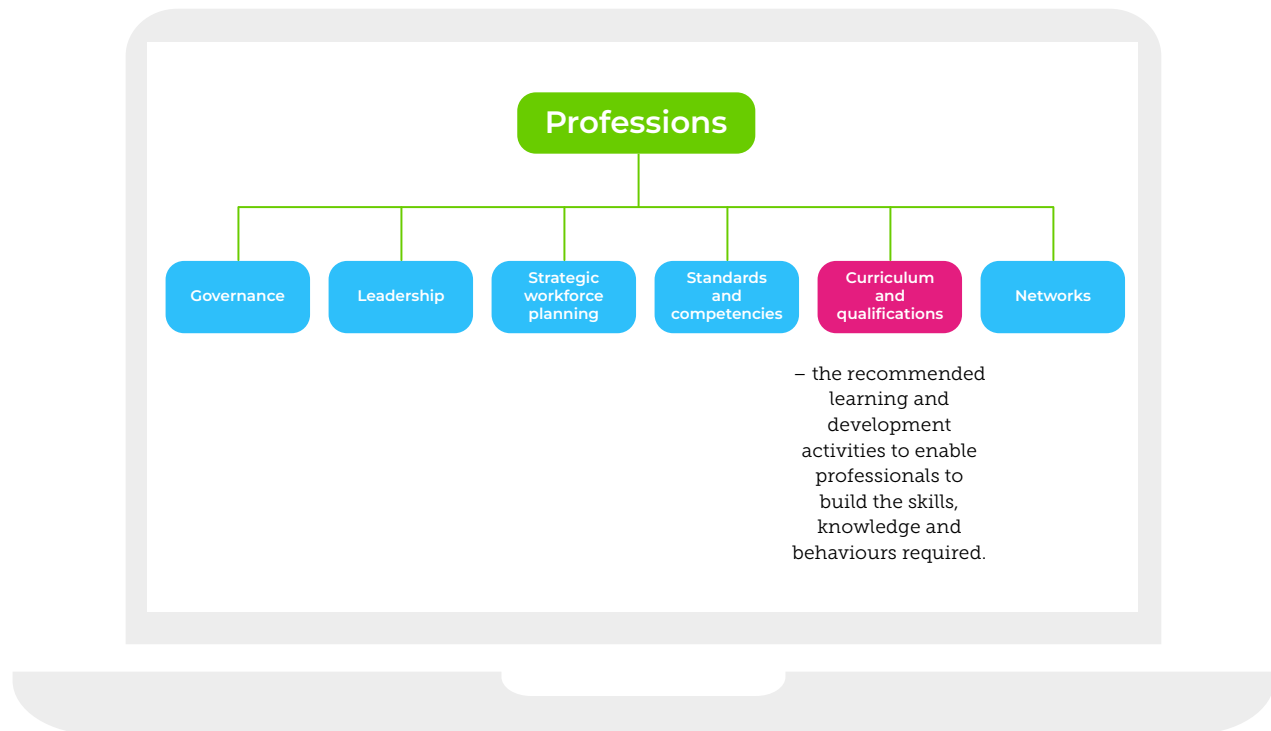 Professions
Governance
Leadership
Strategic
workforce
planning
Standards
and
competencies
Curriculum
and
qualifications
Networks
– the recommended
learning and
development
activities to enable
professionals to
build the skills,
knowledge and
behaviours required.